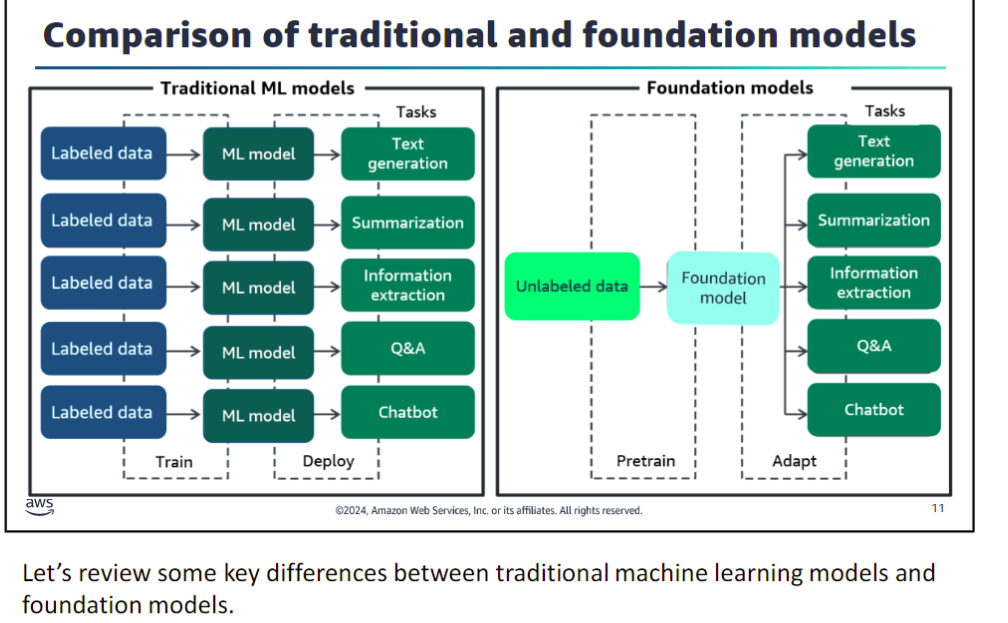 Comparison of traditional and foundation models
Traditional ML models
Tasks
Labeled data
ML model
Text
generation
Labeled data
ML model
Summarization
Labeled data
ML model
Information
extraction
Labeled data
ML model
Q&A
Labeled data
ML model
Chatbot
Train
Deploy
Foundation models
Tasks
Unlabeled data
Foundation
model
Text
generation
Summarization
Information
extraction
Q&A
Chatbot
Pretrain
Adapt
aws
©2024, Amazon Web Services, Inc. or its affiliates. All rights reserved.
11
Let’s review some key differences between traditional machine learning models and
foundation models.